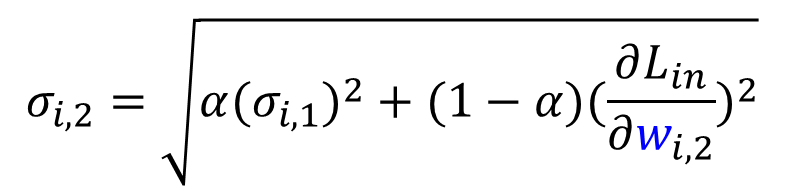 σ_{i,2} = √(α(σ_{i,1})² + (1 − α)(∂L_{in}/∂w_{i,2})²)